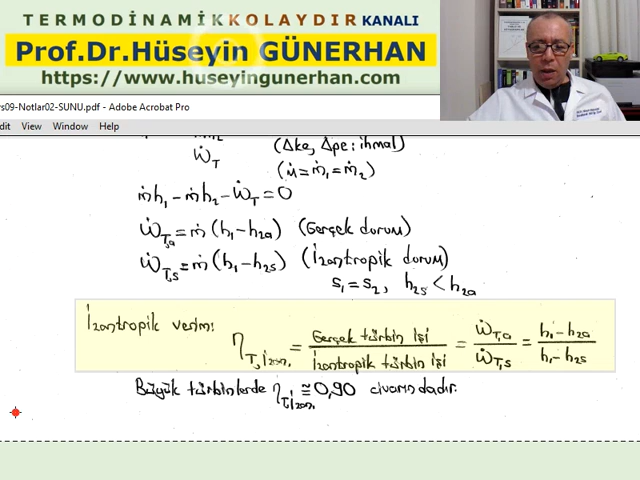 TERMODİNAMİKKOLAYDIR KANALI
Prof.Dr.Hüseyin GÜNERHAN
https://www.huseyingunerhan.com
rs09-Notlar02-SUNU.pdf - Adobe Acrobat Pro
dit View Window Help
Ẇ_T (Δke, Δpe: ihmal)
(ṁ=ṁ₁=ṁ₂)
ṁh₁-ṁh₂-Ẇ_T=0
Ẇ_T,a=ṁ(h₁-h₂a) (Gerçek durum)
Ẇ_T,s=ṁ(h₁-h₂s) (İzantropik durum)
s₁=s₂, h₂s<h₂a
İzantropik verim:
η_T,İzan. = Gerçek türbin işi / İzantropik türbin işi = Ẇ_T,a / Ẇ_T,s = h₁-h₂a / h₁-h₂s
Büyük türbinlerde η_T,İzan. ≅ 0,90 civarındadır.